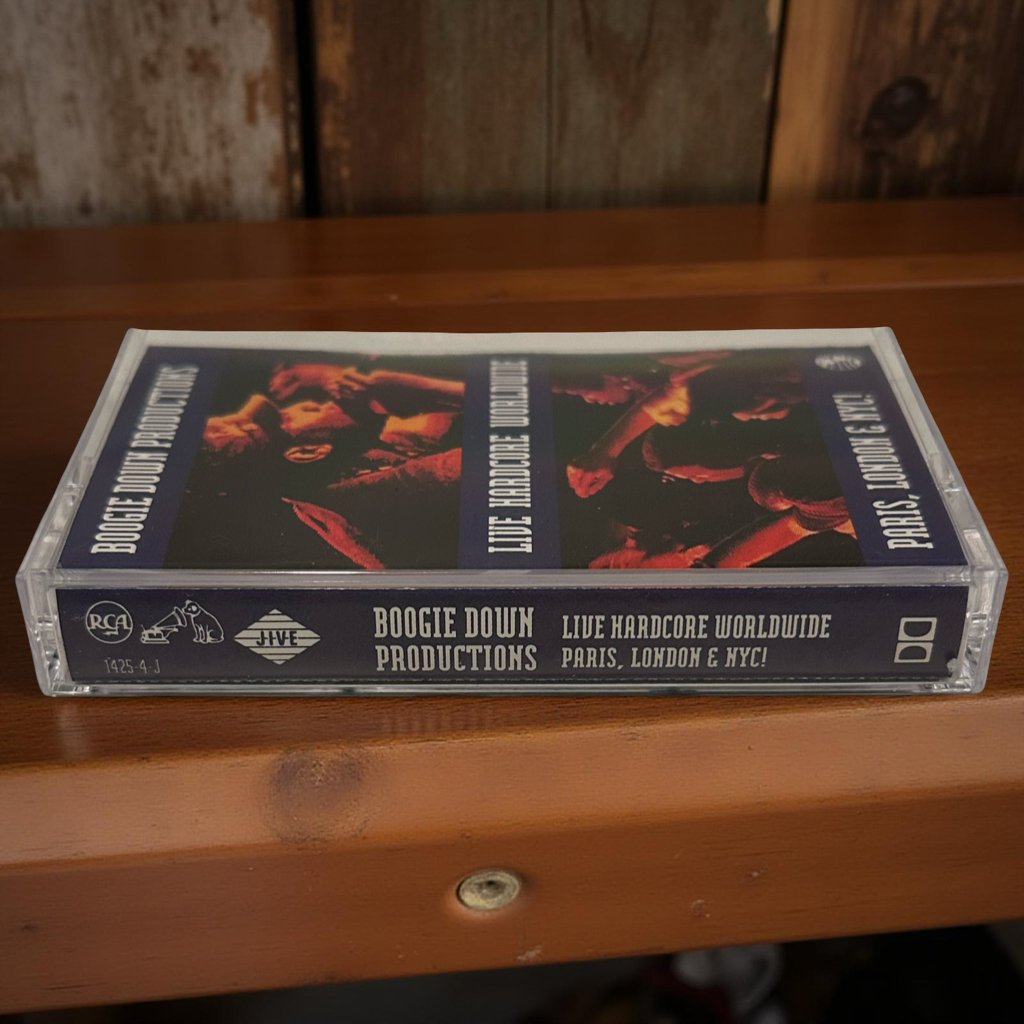 BOOGIE DOWN PRODUCTIONS
LIVE HARDCORE WORLDWIDE
PARIS, LONDON & NYC!
RCA
JIVE
1425-4-J
BOOGIE DOWN
PRODUCTIONS
LIVE HARDCORE WORLDWIDE
PARIS, LONDON & NYC!